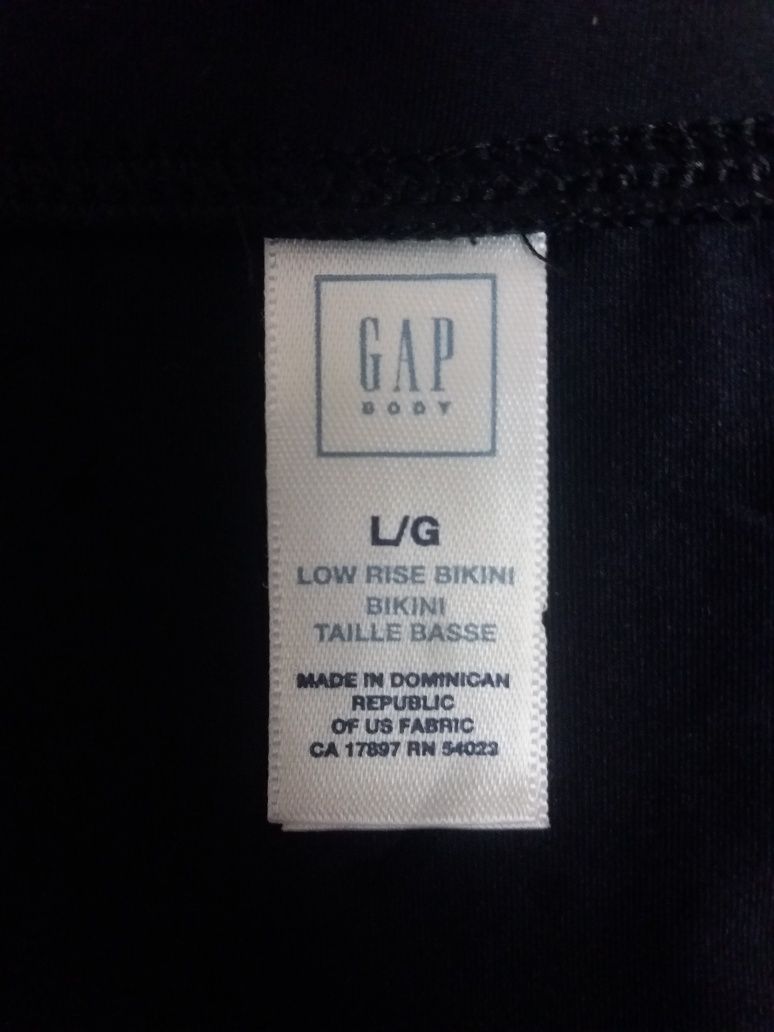 GAP
BODY
L/G
LOW RISE BIKINI
BIKINI
TAILLE BASSE
MADE IN DOMINICAN
REPUBLIC
OF US FABRIC
CA 17897 RN 54023